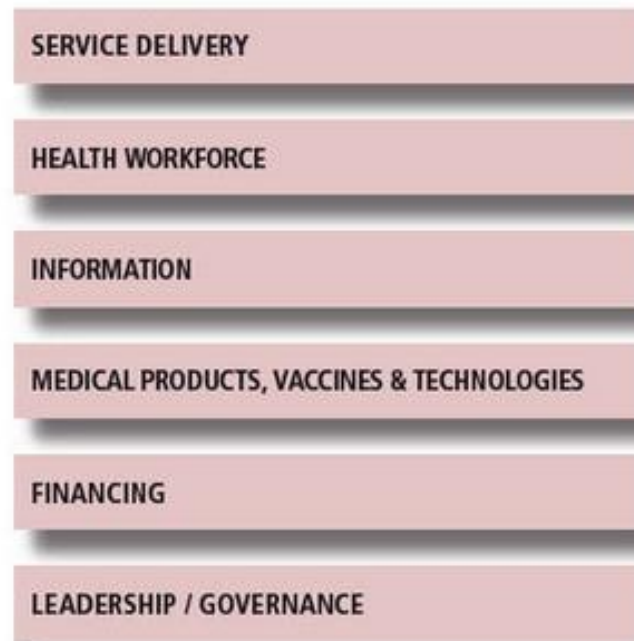 SERVICE DELIVERY
HEALTH WORKFORCE
INFORMATION
MEDICAL PRODUCTS, VACCINES & TECHNOLOGIES
FINANCING
LEADERSHIP / GOVERNANCE